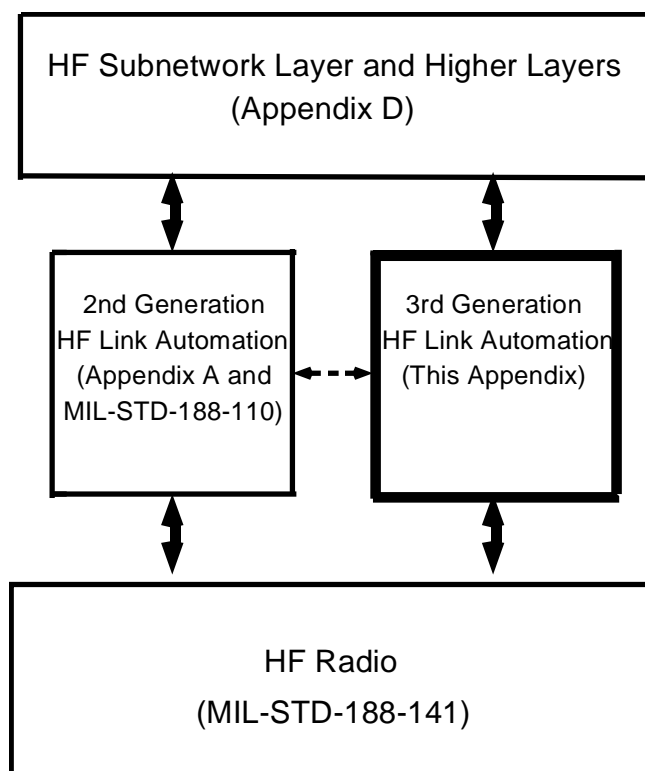 HF Subnetwork Layer and Higher Layers
(Appendix D)
2nd Generation
HF Link Automation
(Appendix A and
MIL-STD-188-110)
3rd Generation
HF Link Automation
(This Appendix)
HF Radio
(MIL-STD-188-141)